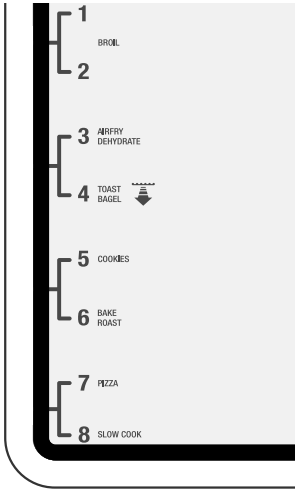 1
BROIL
2
3 AIRFRY
DEHYDRATE
4 TOAST
BAGEL
5 COOKIES
6 BAKE
ROAST
7 PIZZA
8 SLOW COOK